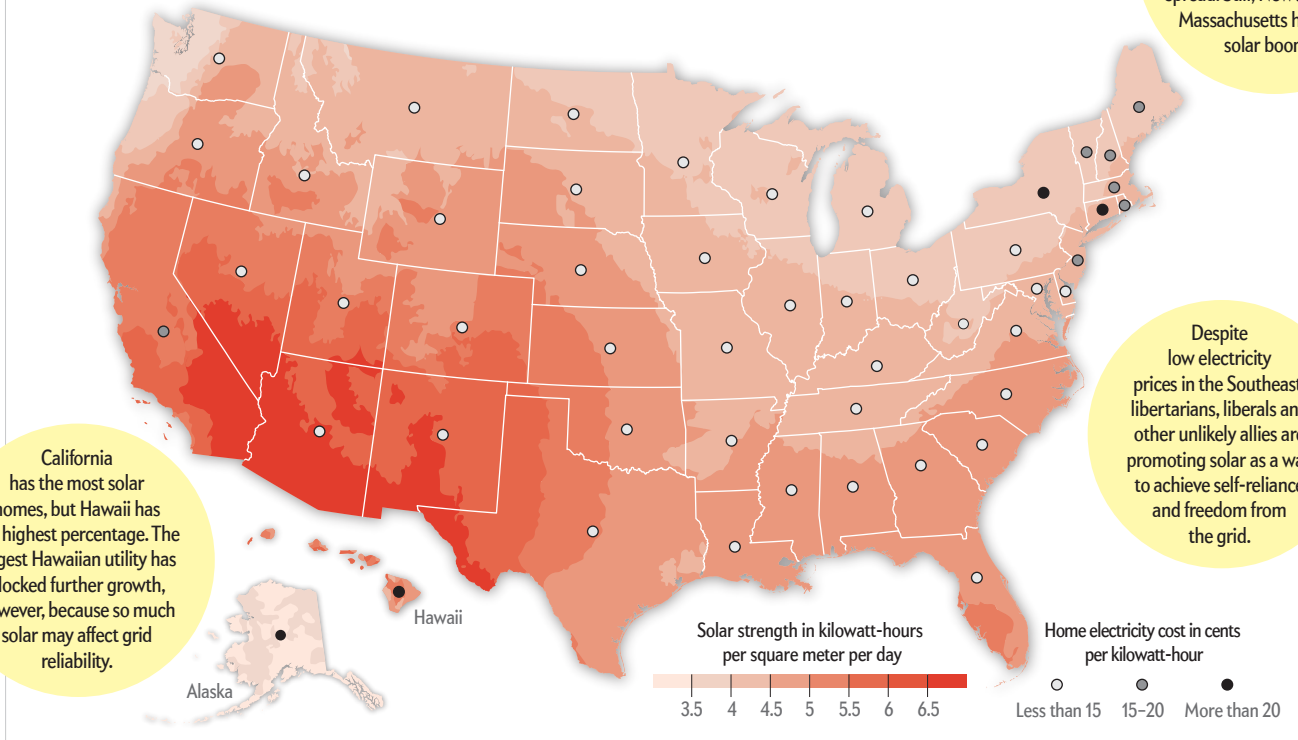 Massachusetts h
solar boor
Despite
low electricity
prices in the Southeast
libertarians, liberals an
other unlikely allies are
promoting solar as a wa
to achieve self-reliance
and freedom from
the grid.
California
has the most solar
homes, but Hawaii has
highest percentage. The
gest Hawaiian utility has
locked further growth,
wever, because so much
solar may affect grid
reliability.
Hawaii
Alaska
Solar strength in kilowatt-hours
per square meter per day
3.5 4 4.5 5 5.5 6 6.5
Home electricity cost in cents
per kilowatt-hour
Less than 15 15–20 More than 20